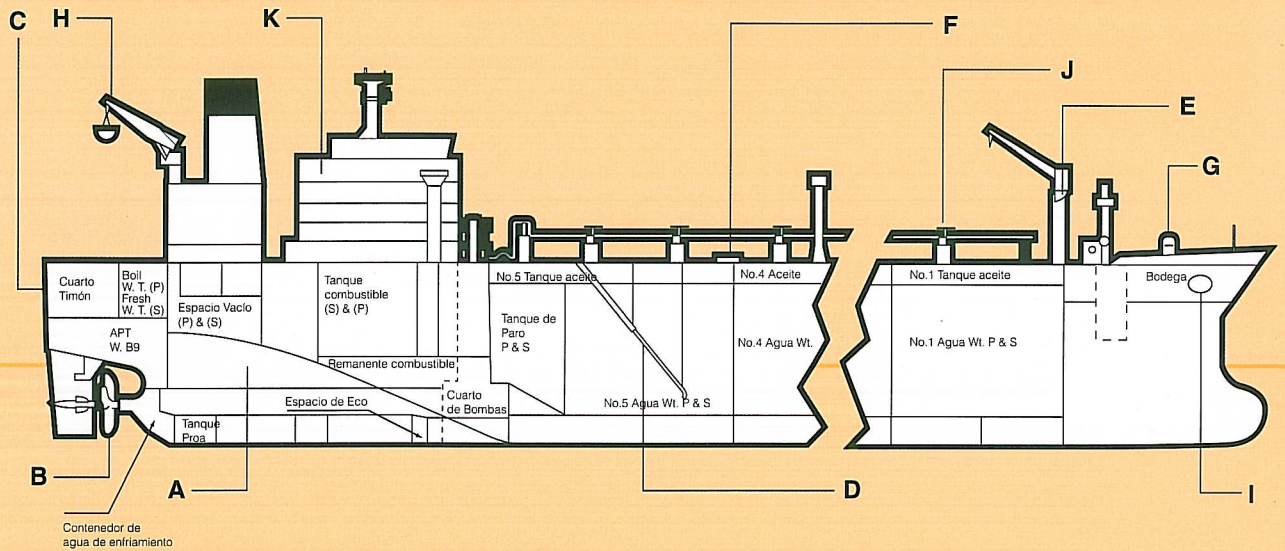 C
H
K
F
J
E
G
Cuarto
Timón
Boil
W. T. (P)
Fresh
W. T. (S)
Espacio Vacío
(P) & (S)
Tanque
combustible
(S) & (P)
No.5 Tanque aceite
No.4 Aceite
No.1 Tanque aceite
Bodega
APT
W. B9
Tanque de
Paro
P & S
No.4 Agua Wt.
No.1 Agua Wt. P & S
Remanente combustible
Espacio de Eco
Cuarto
de Bombas
No.5 Agua Wt. P & S
Tanque
Proa
B
A
D
I
Contenedor de
agua de enfriamiento